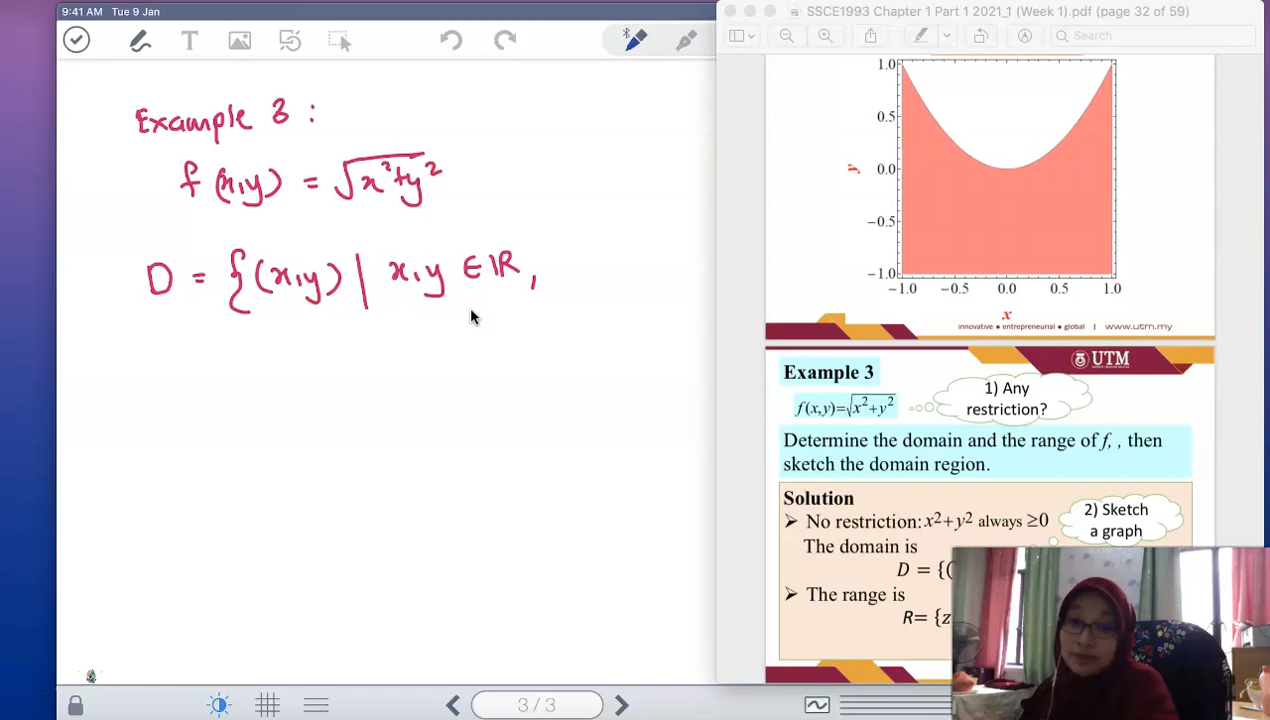 9:41 AM Tue 9 Jan
SSCE1993 Chapter 1 Part 1 2021_1 (Week 1).pdf (page 32 of 59)
Search
Example 3 :
f(x,y) = √x²+y²
D = {(x,y) | x,y ∈ ℝ,
3 / 3
1.0
0.5
0.0
−0.5
−1.0
y
−1.0 −0.5 0.0 0.5 1.0
x
innovative ● entrepreneurial ● global | www.utm.my
UTM
Example 3
1) Any
restriction?
f(x,y)=√x²+y²
Determine the domain and the range of f, , then
sketch the domain region.
Solution
2) Sketch
a graph
➢ No restriction: x2+y2 always ≥0
The domain is
D = {(
➢ The range is
R= {z